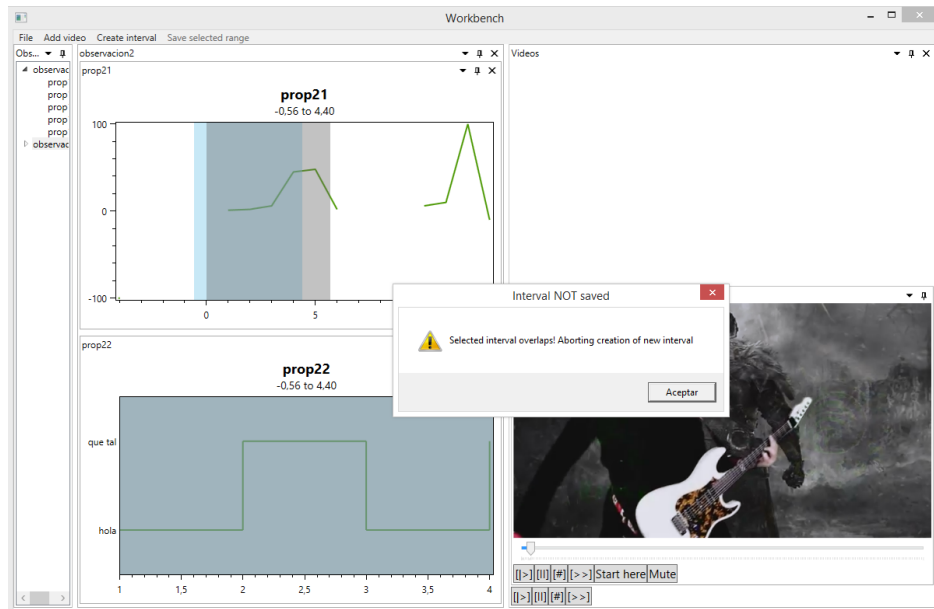 Workbench
File Add video Create interval Save selected range
Obs...
observacion2
Videos
observac
prop
prop
prop
prop
prop
observac
prop21
prop21
-0,56 to 4,40
100
0
-100
0
5
Interval NOT saved
Selected interval overlaps! Aborting creation of new interval
Aceptar
prop22
prop22
-0,56 to 4,40
que tal
hola
1 1,5 2 2,5 3 3,5 4
[|>] [||] [#] [>>] Start here Mute
[|>] [||] [#] [>>]